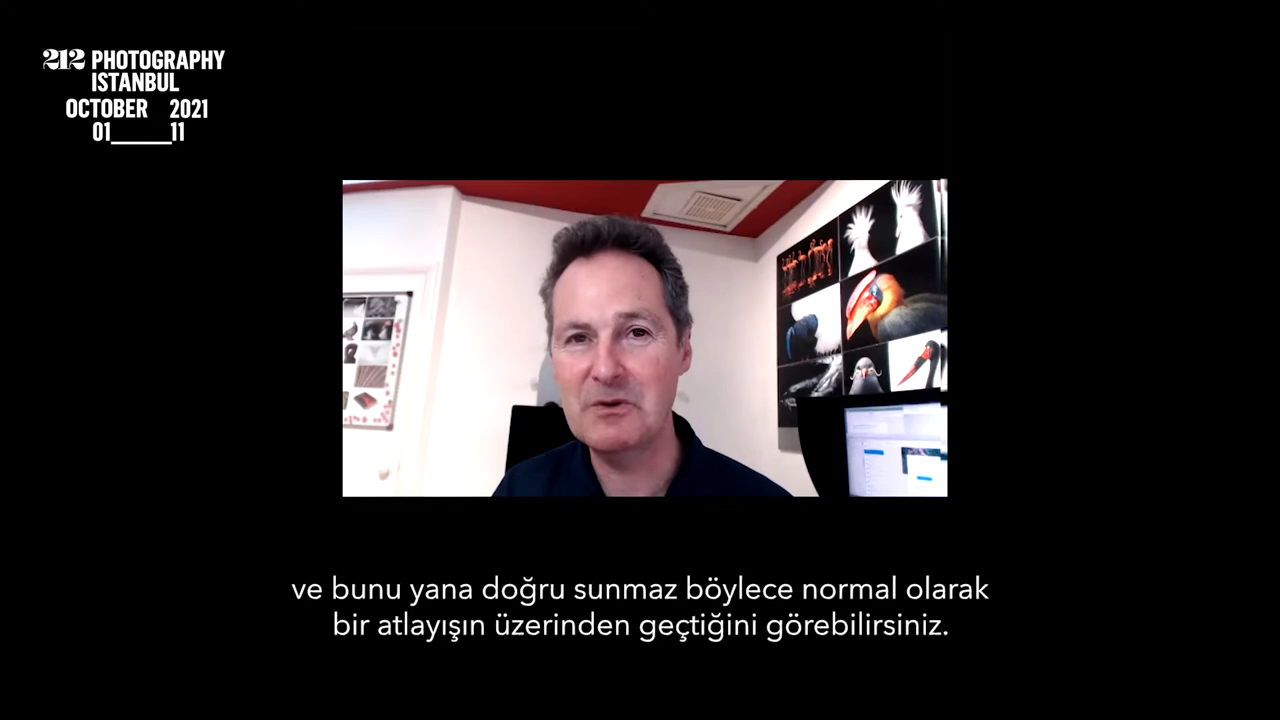 212 PHOTOGRAPHY
ISTANBUL
OCTOBER 2021
01 11
ve bunu yana doğru sunmaz böylece normal olarak
bir atlayışın üzerinden geçtiğini görebilirsiniz.